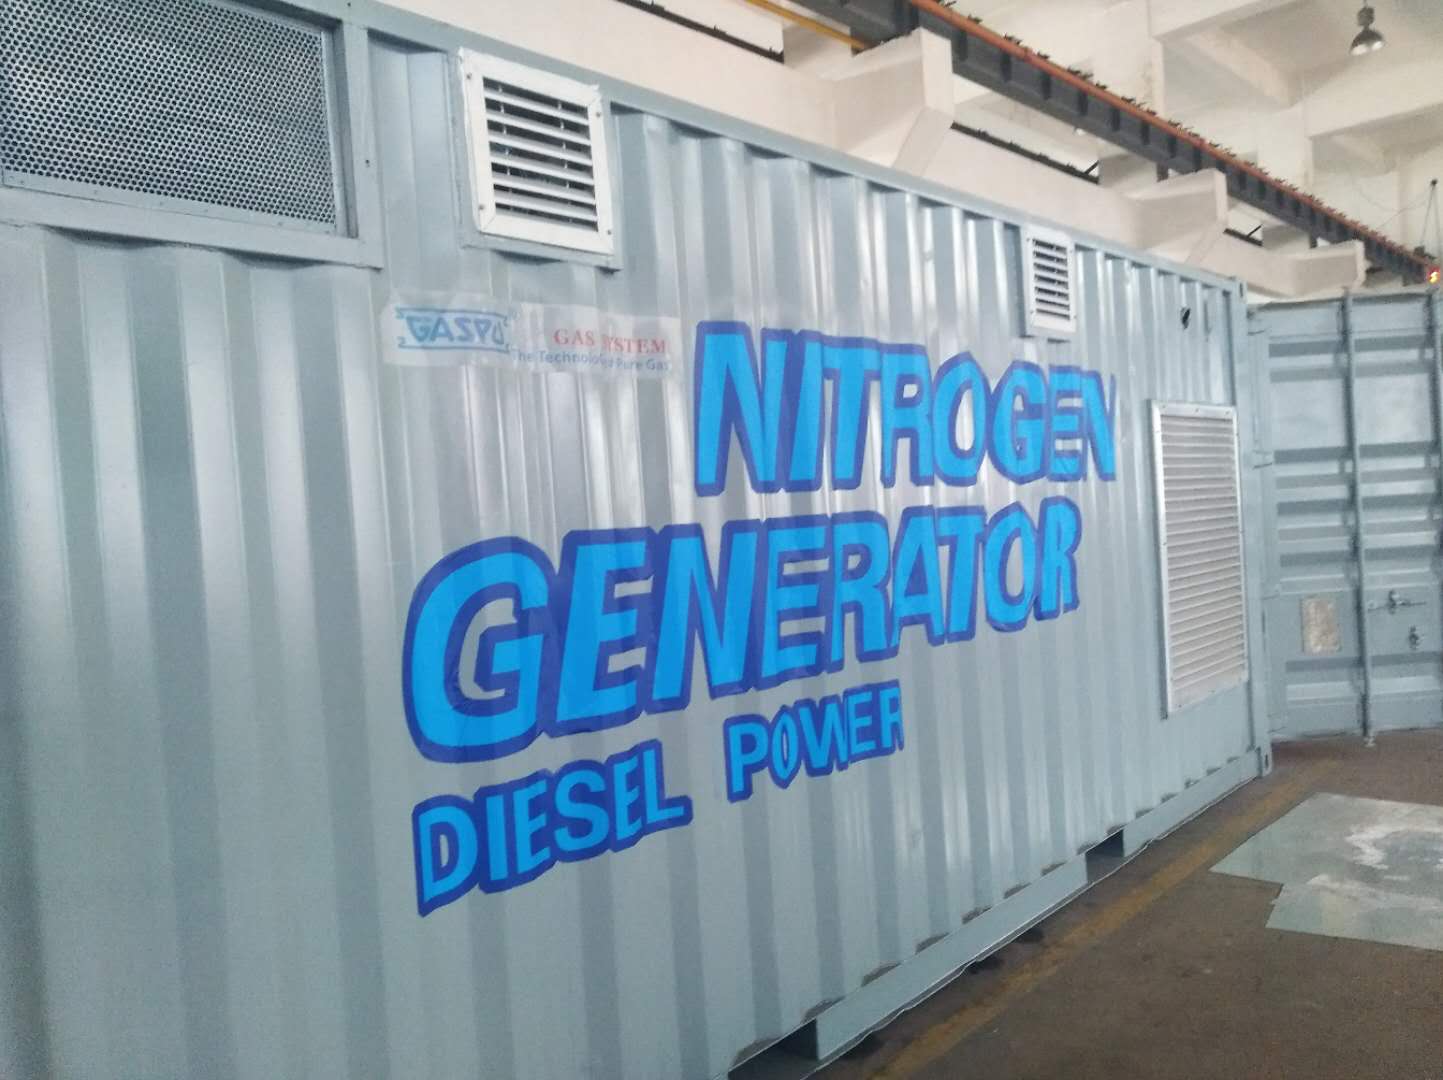 GASPU
GAS SYSTEM
The Technology Pure Gas
NITROGEN
GENERATOR
DIESEL POWER